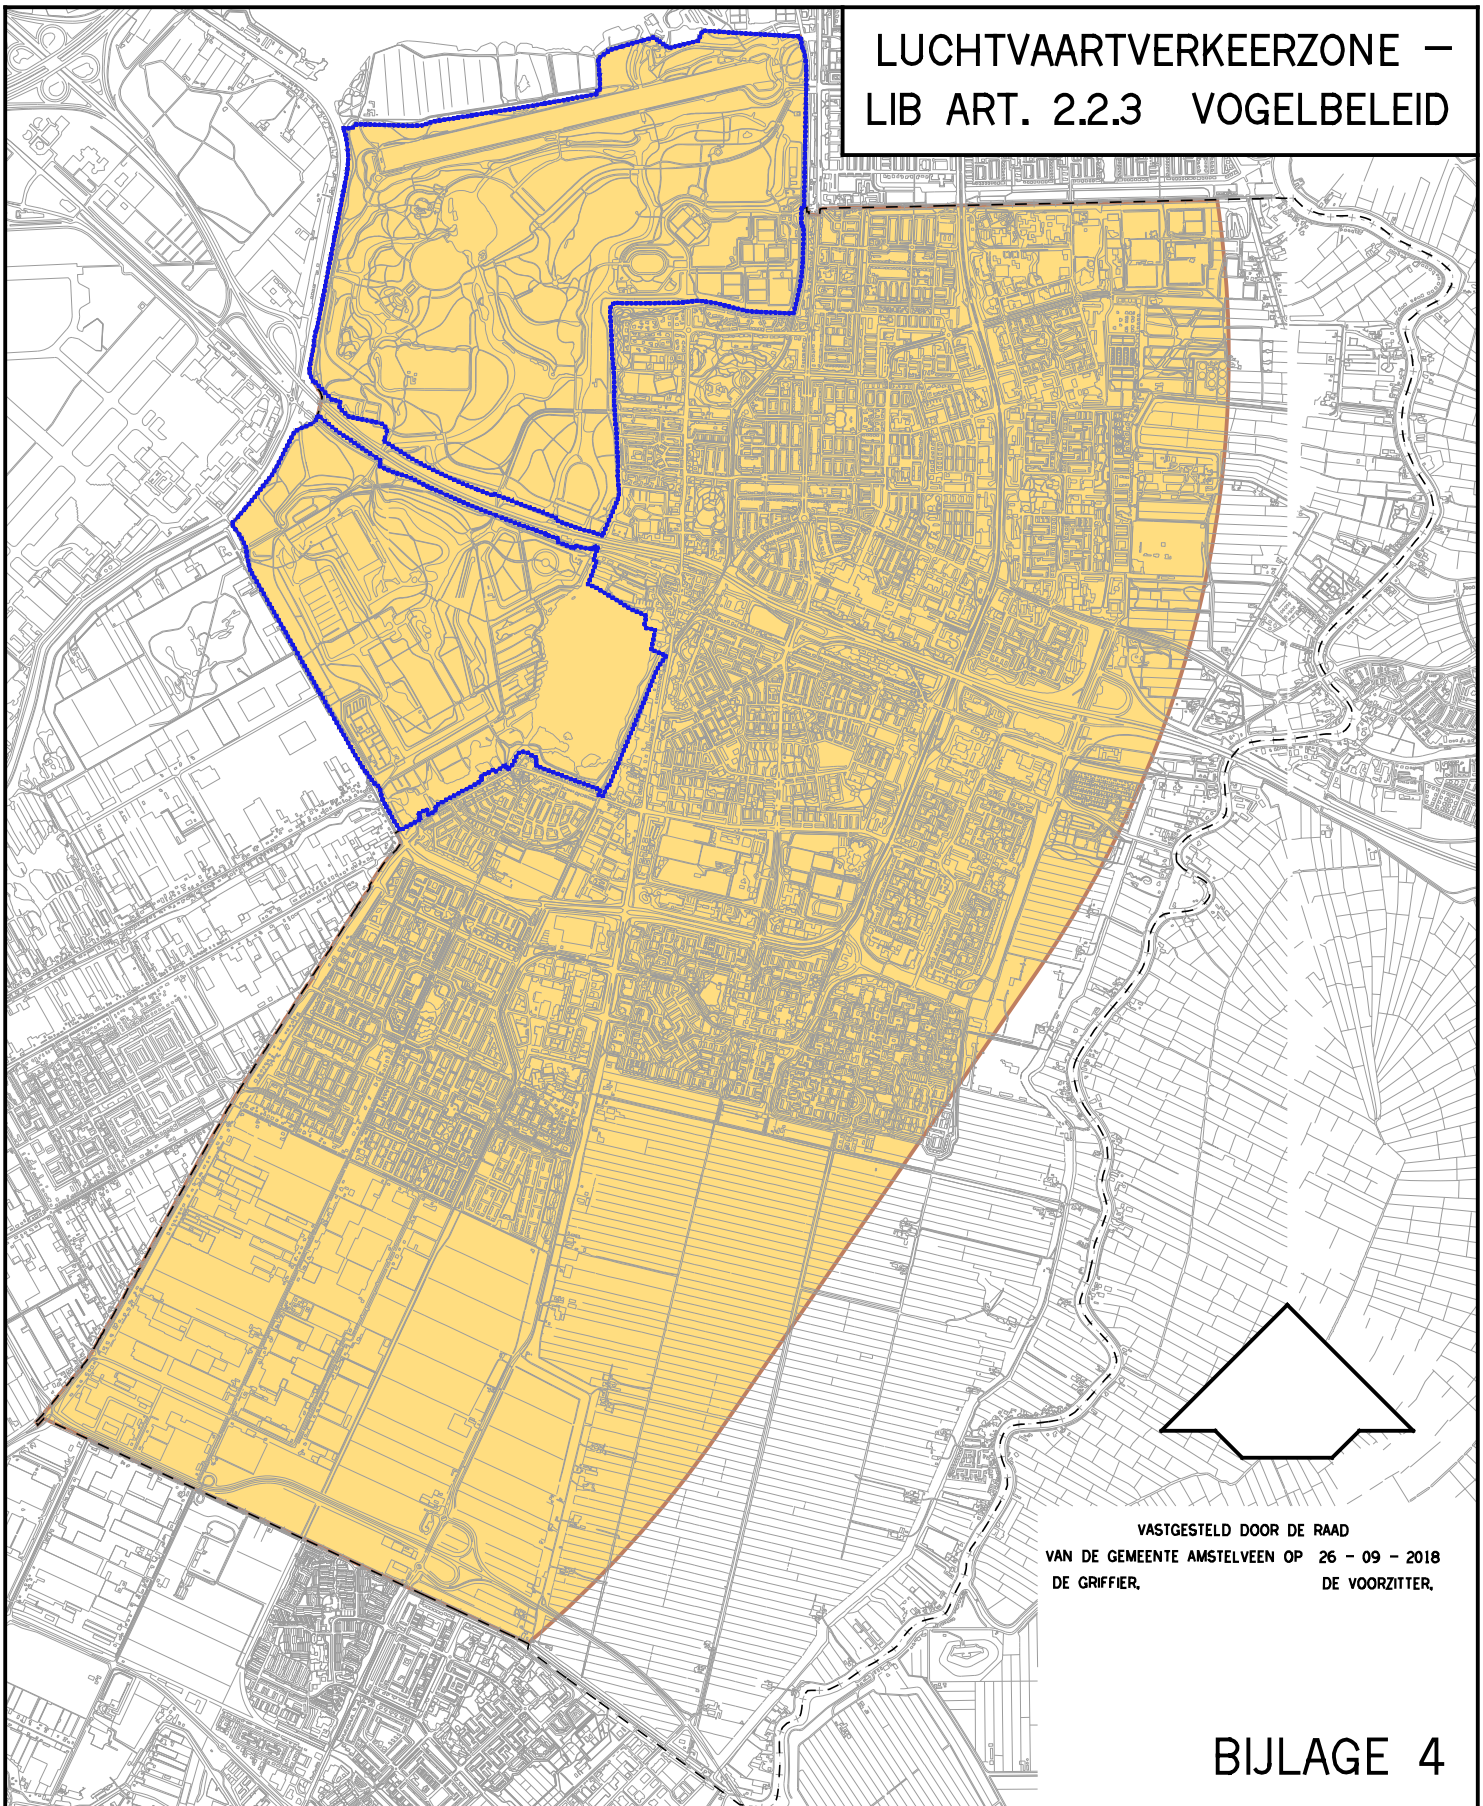 LUCHTVAARTVERKEERZONE –
LIB ART. 2.2.3 VOGELBELEID
VASTGESTELD DOOR DE RAAD
VAN DE GEMEENTE AMSTELVEEN OP 26 - 09 - 2018
DE GRIFFIER, DE VOORZITTER,
BIJLAGE 4